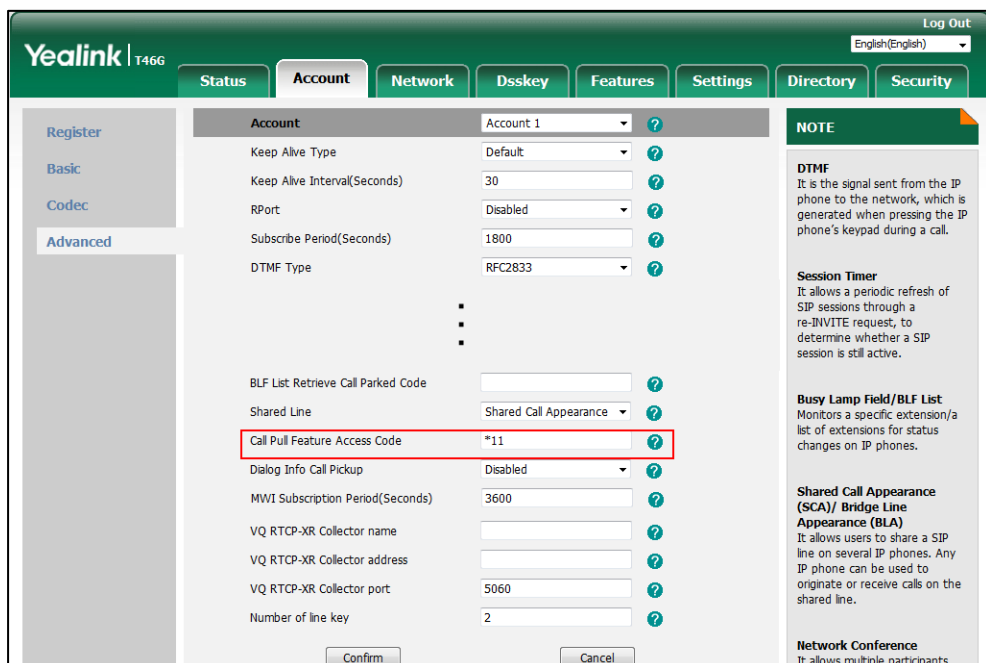 Log Out
Yealink T46G
English(English)
Status
Account
Network
Dsskey
Features
Settings
Directory
Security
Register
Basic
Codec
Advanced
Account Account 1 ?
Keep Alive Type Default ?
Keep Alive Interval(Seconds) 30 ?
RPort Disabled ?
Subscribe Period(Seconds) 1800 ?
DTMF Type RFC2833 ?
BLF List Retrieve Call Parked Code ?
Shared Line Shared Call Appearance ?
Call Pull Feature Access Code *11 ?
Dialog Info Call Pickup Disabled ?
MWI Subscription Period(Seconds) 3600 ?
VQ RTCP-XR Collector name ?
VQ RTCP-XR Collector address ?
VQ RTCP-XR Collector port 5060 ?
Number of line key 2 ?
Confirm Cancel
NOTE
DTMF
It is the signal sent from the IP
phone to the network, which is
generated when pressing the IP
phone's keypad during a call.
Session Timer
It allows a periodic refresh of
SIP sessions through a
re-INVITE request, to
determine whether a SIP
session is still active.
Busy Lamp Field/BLF List
Monitors a specific extension/a
list of extensions for status
changes on IP phones.
Shared Call Appearance
(SCA)/ Bridge Line
Appearance (BLA)
It allows users to share a SIP
line on several IP phones. Any
IP phone can be used to
originate or receive calls on the
shared line.
Network Conference
It allows multiple participants